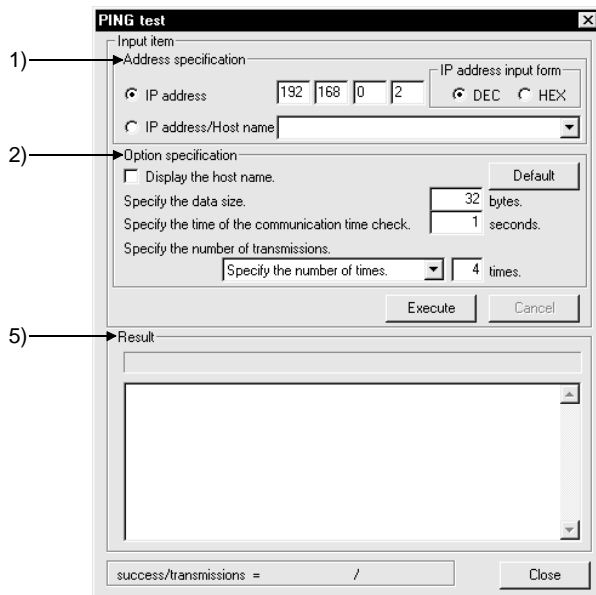 PING test
Input item
1) Address specification
IP address input form
IP address 192 168 0 2 DEC HEX
IP address/Host name
2) Option specification
Display the host name. Default
Specify the data size. 32 bytes.
Specify the time of the communication time check. 1 seconds.
Specify the number of transmissions.
Specify the number of times. 4 times.
Execute Cancel
5) Result
success/transmissions = / Close